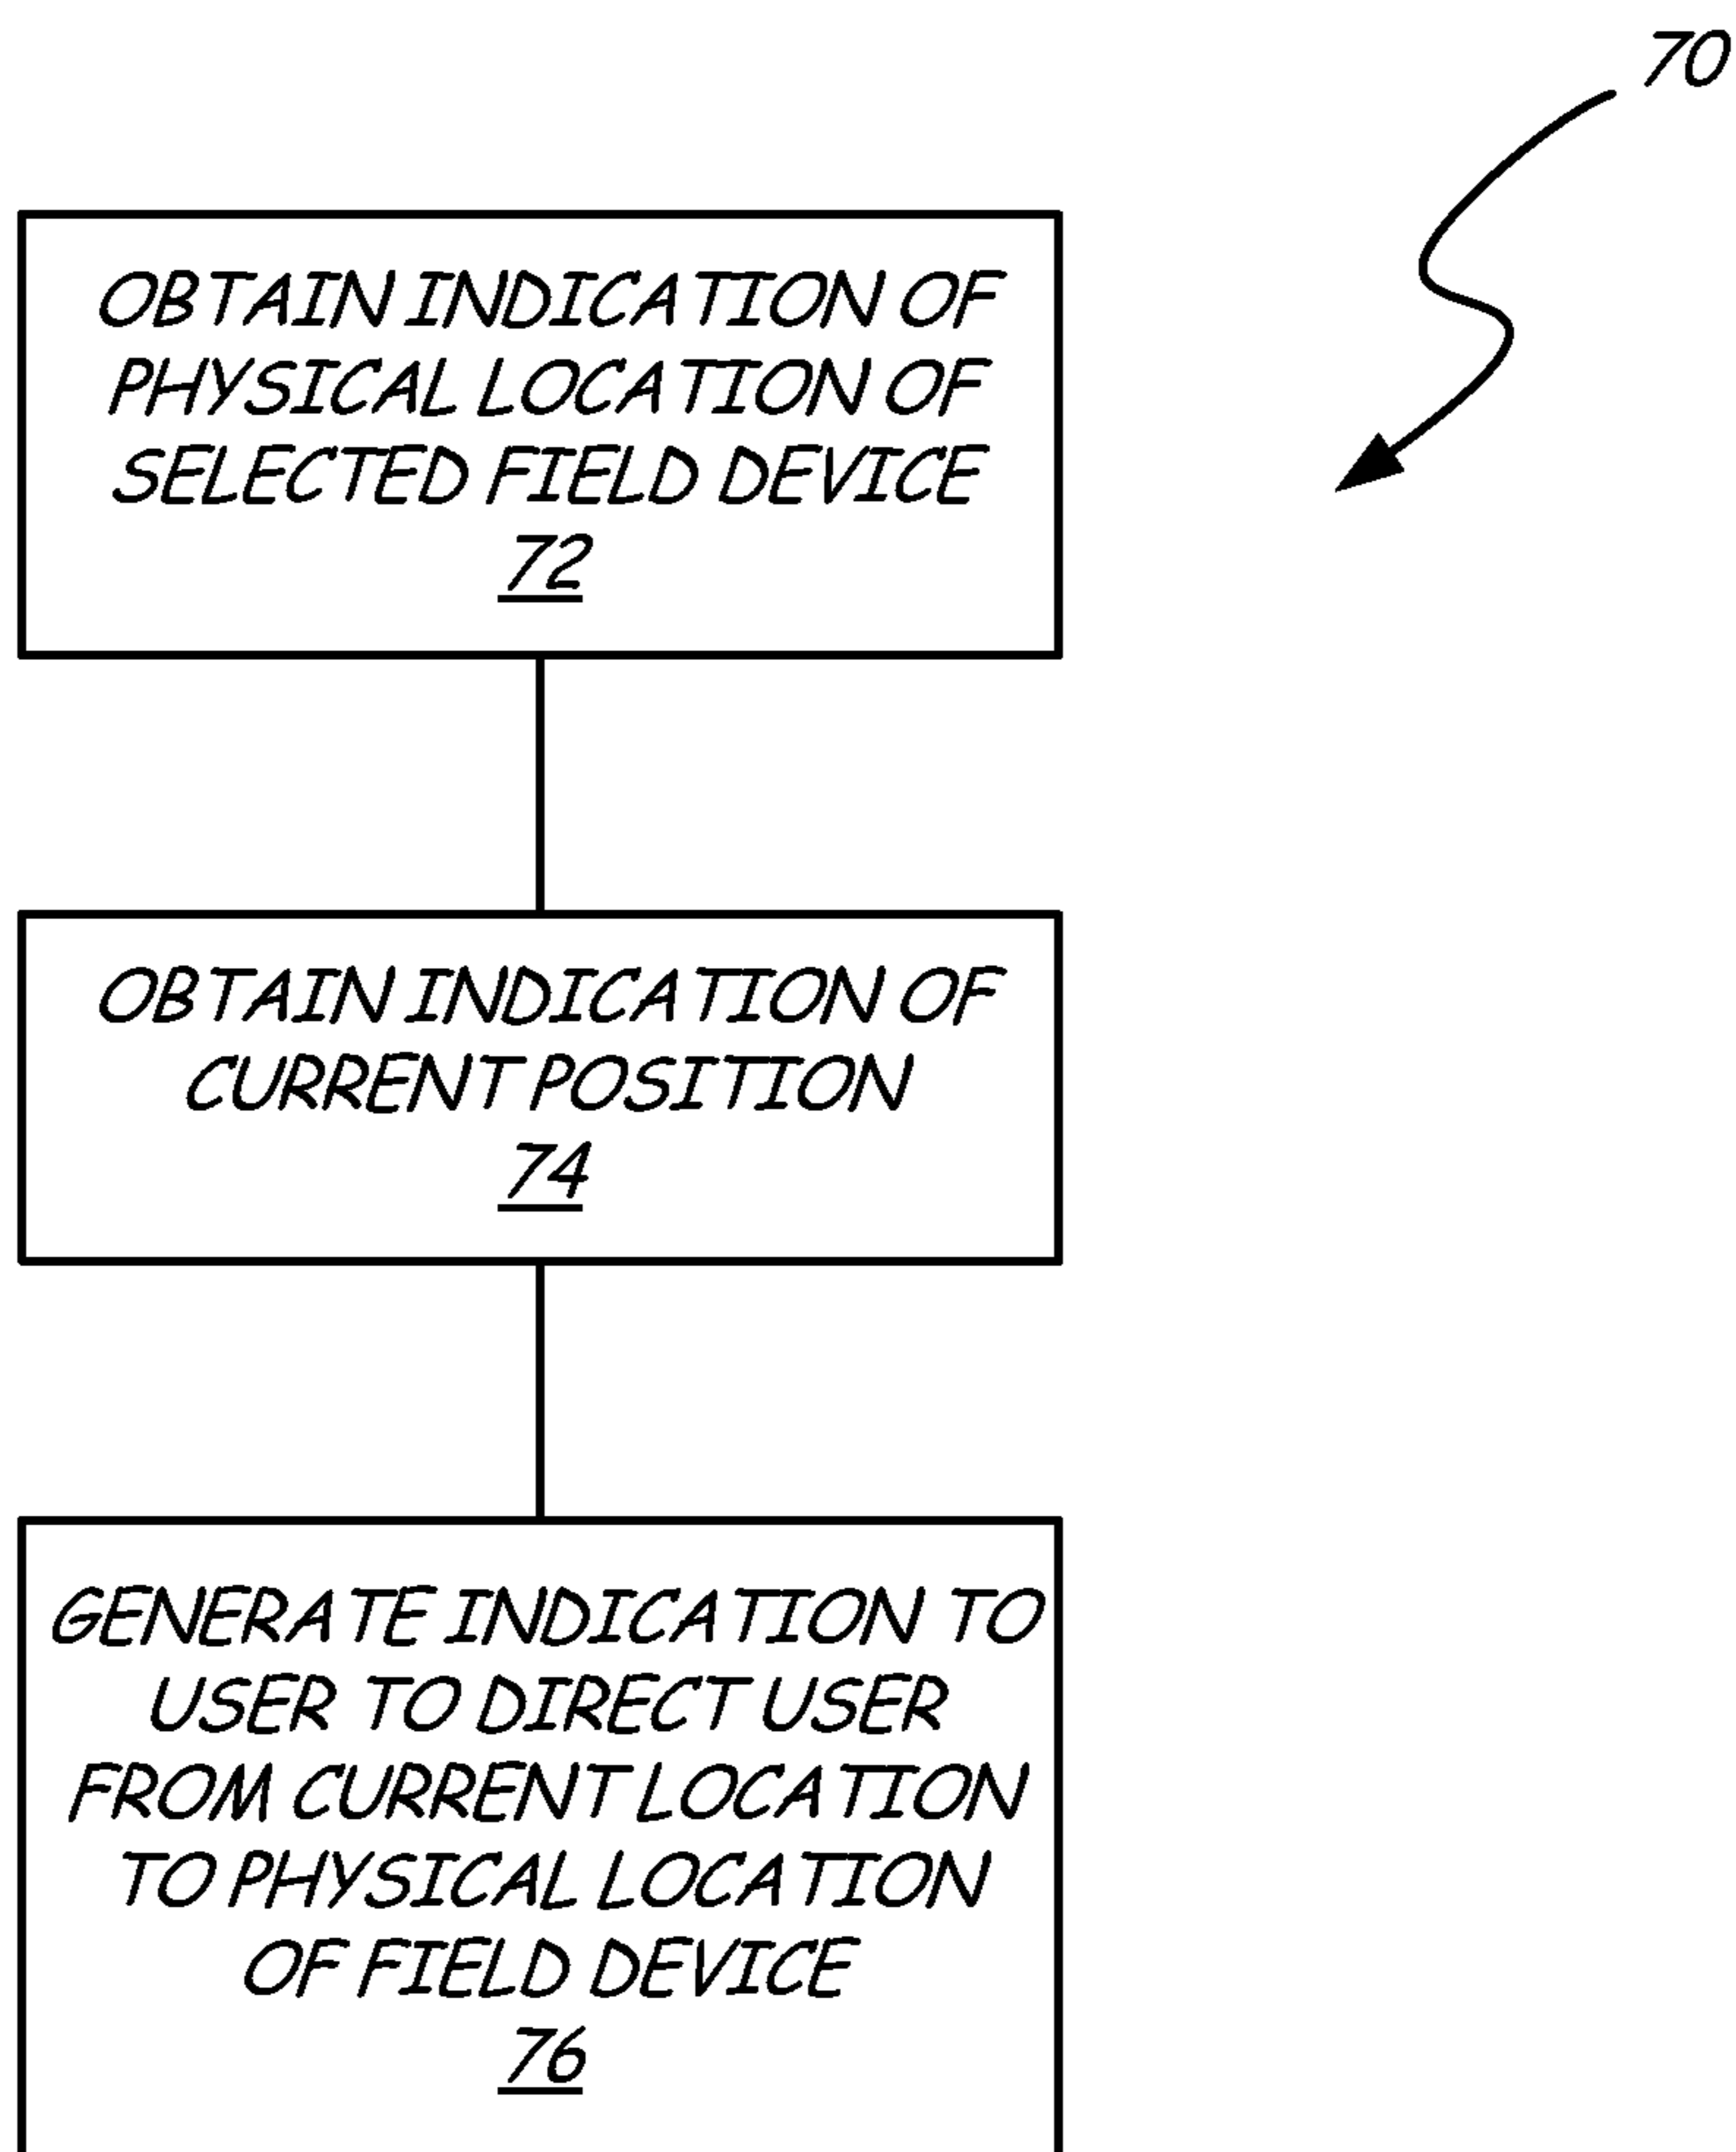 70
OBTAIN INDICATION OF
PHYSICAL LOCATION OF
SELECTED FIELD DEVICE
72
OBTAIN INDICATION OF
CURRENT POSITION
74
GENERATE INDICATION TO
USER TO DIRECT USER
FROM CURRENT LOCATION
TO PHYSICAL LOCATION
OF FIELD DEVICE
76